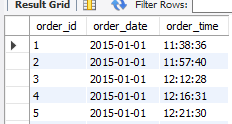 Result Grid Filter Rows:
order_id order_date order_time
1 2015-01-01 11:38:36
2 2015-01-01 11:57:40
3 2015-01-01 12:12:28
4 2015-01-01 12:16:31
5 2015-01-01 12:21:30